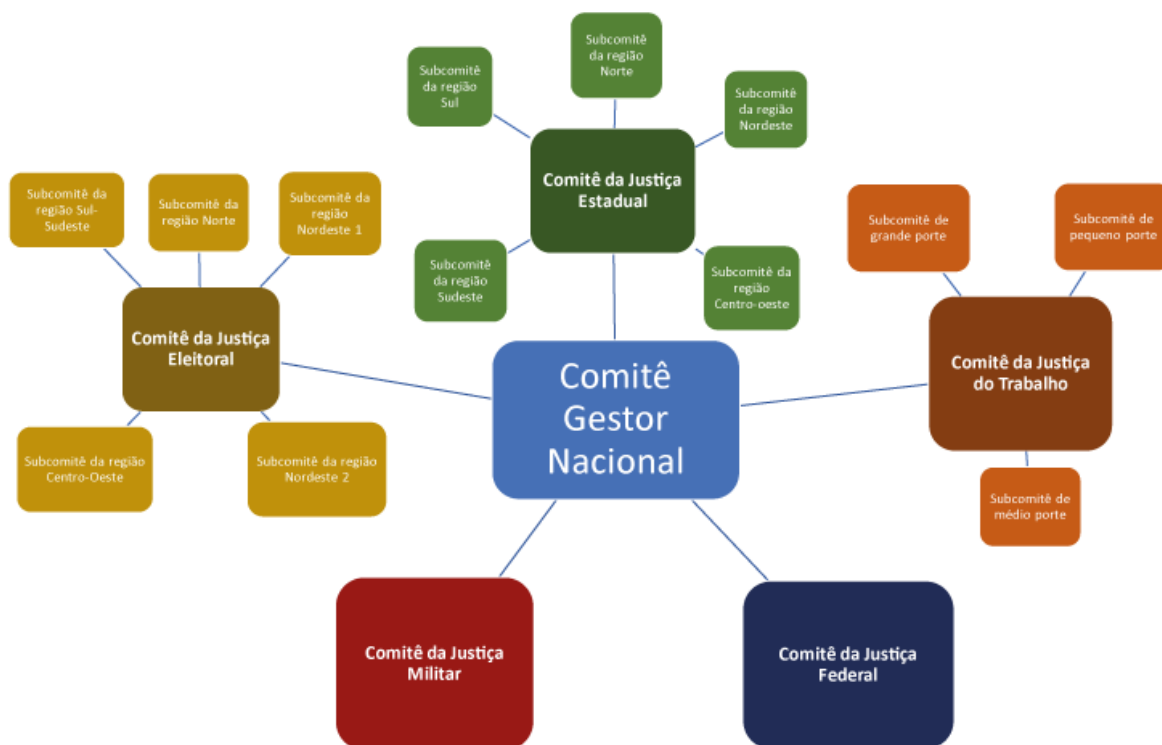 Subcomitê
da região
Norte
Subcomitê
da região
Sul
Subcomitê
da região
Nordeste
Comitê da Justiça
Estadual
Subcomitê
da região
Sudeste
Subcomitê da
região
Centro-oeste
Subcomitê da
região Sul-
Sudeste
Subcomitê da
região Norte
Subcomitê da
região
Nordeste 1
Comitê da Justiça
Eleitoral
Subcomitê da região
Centro-Oeste
Subcomitê da região
Nordeste 2
Comitê
Gestor
Nacional
Subcomitê de
grande porte
Subcomitê de
pequeno porte
Comitê da Justiça
do Trabalho
Subcomitê de
médio porte
Comitê da Justiça
Militar
Comitê da Justiça
Federal